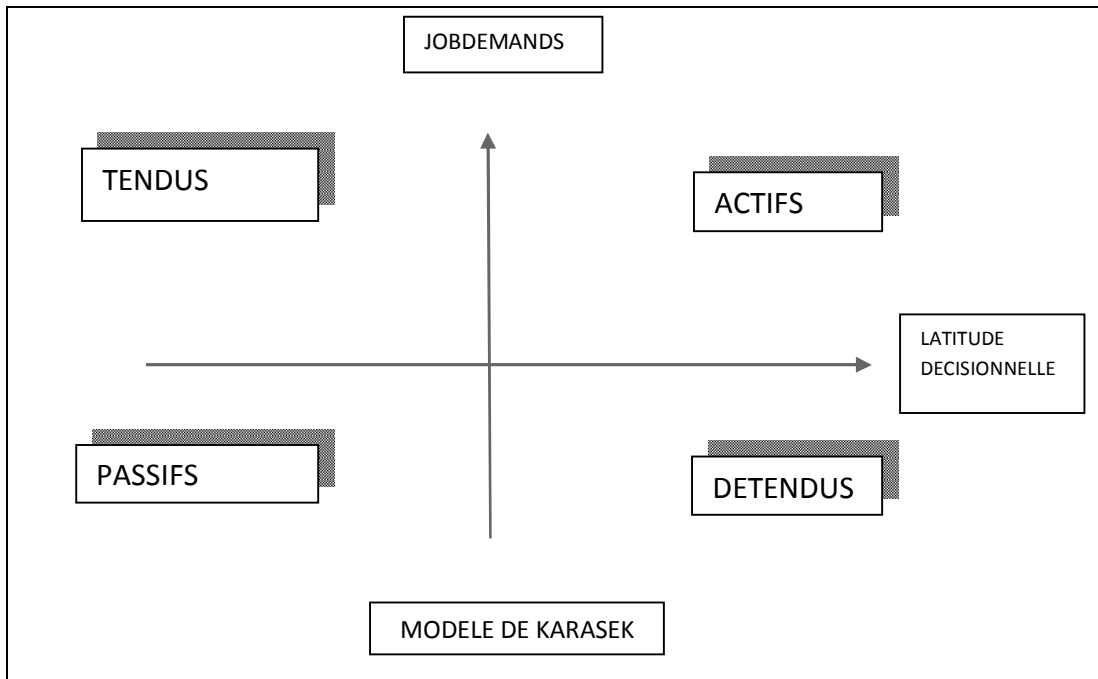 JOBDEMANDS
TENDUS
ACTIFS
LATITUDE
DECISIONNELLE
PASSIFS
DETENDUS
MODELE DE KARASEK